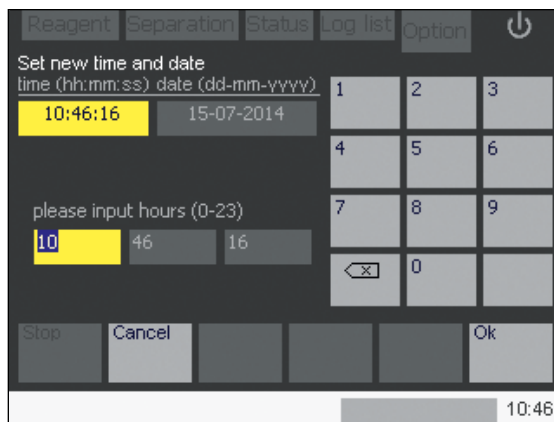 Reagent Separation Status Log list Option
Set new time and date
time (hh:mm:ss) date (dd-mm-yyyy)
10:46:16 15-07-2014
please input hours (0-23)
10 46 16
1 2 3
4 5 6
7 8 9
0
Stop Cancel Ok
10:46